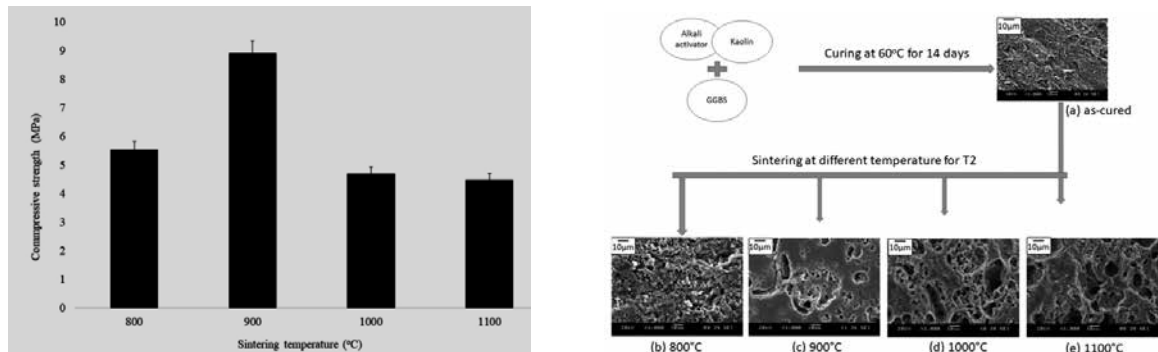 10
9
8
7
6
5
4
3
2
1
0
Commpressive strength (MPa)
800
900
1000
1100
Sintering temperature (°C)
Alkali
activator
Kaolin
GGBS
Curing at 60°C for 14 days
10μm
(a) as-cured
Sintering at different temperature for T2
10μm
10μm
10μm
10μm
(b) 800°C
(c) 900°C
(d) 1000°C
(e) 1100°C